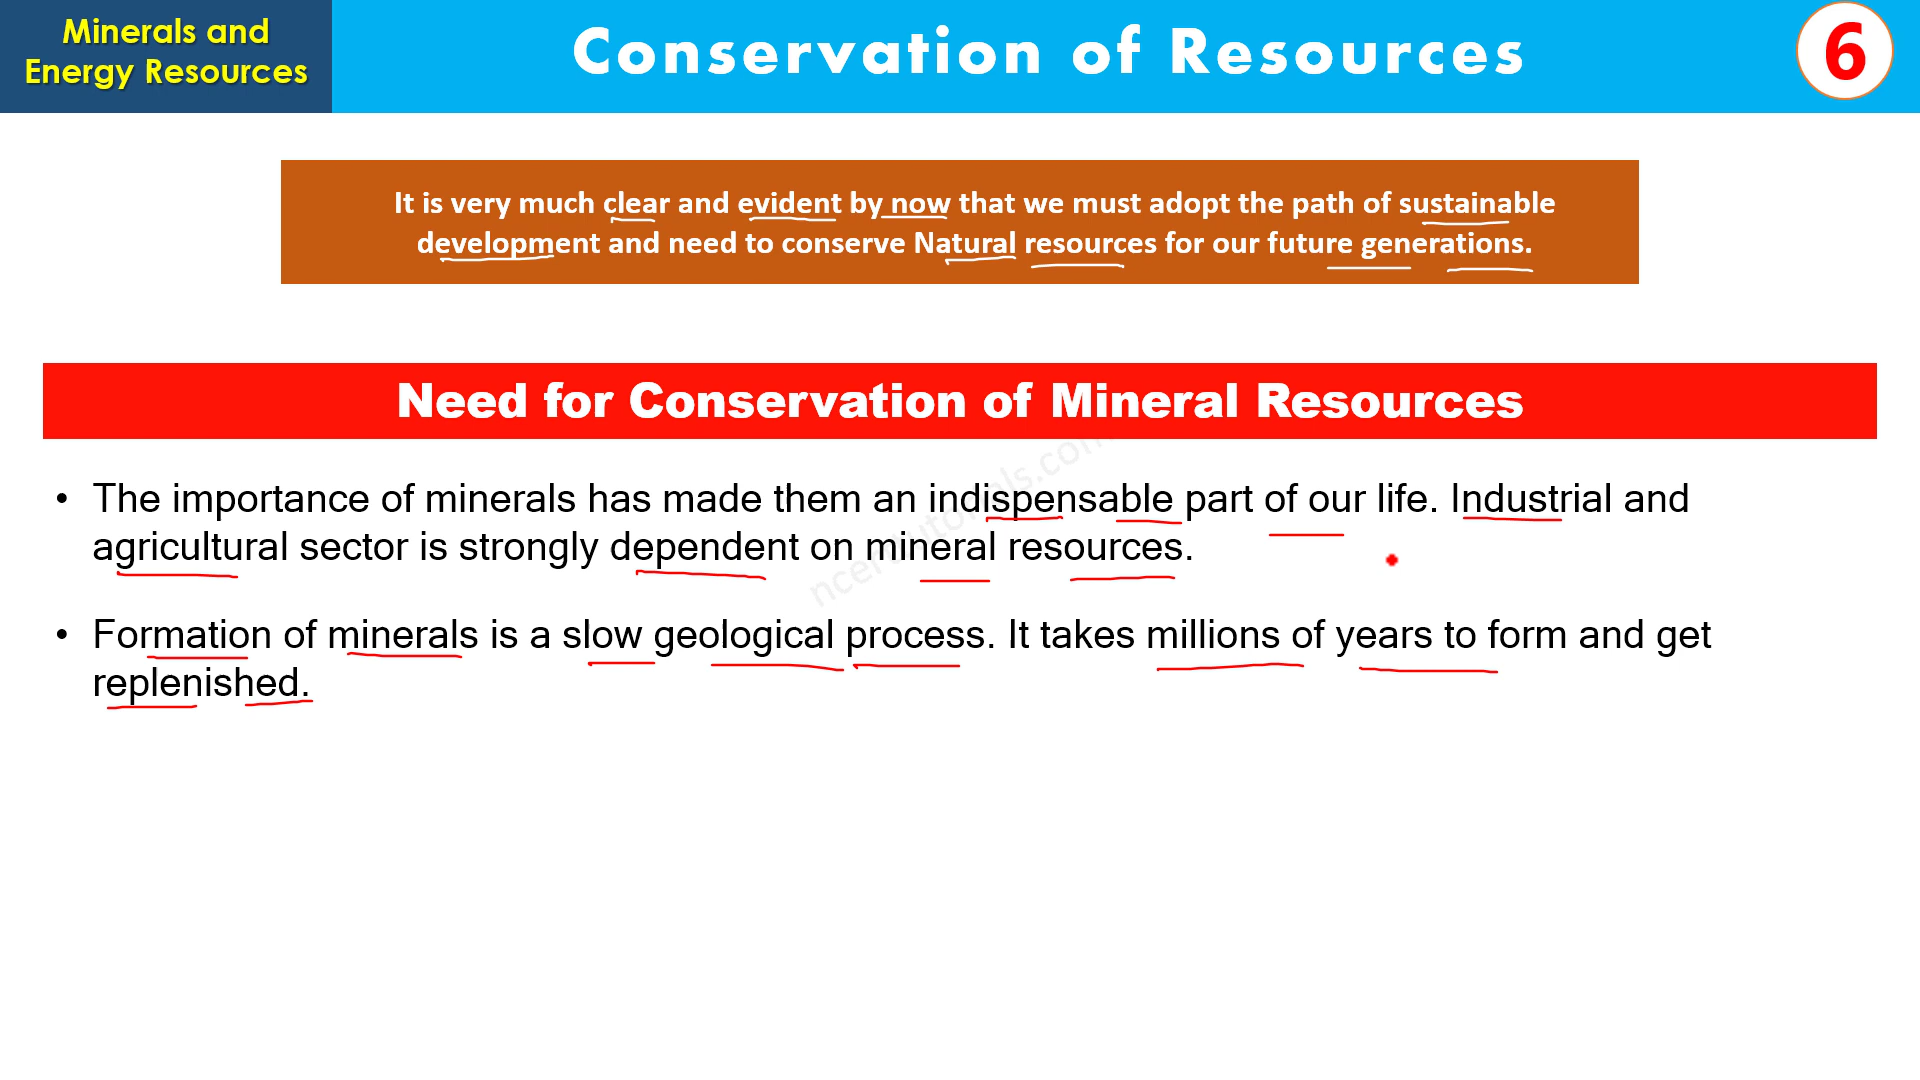 Minerals and
Energy Resources
Conservation of Resources
6
It is very much clear and evident by now that we must adopt the path of sustainable
development and need to conserve Natural resources for our future generations.
Need for Conservation of Mineral Resources
• The importance of minerals has made them an indispensable part of our life. Industrial and
agricultural sector is strongly dependent on mineral resources.
• Formation of minerals is a slow geological process. It takes millions of years to form and get
replenished.